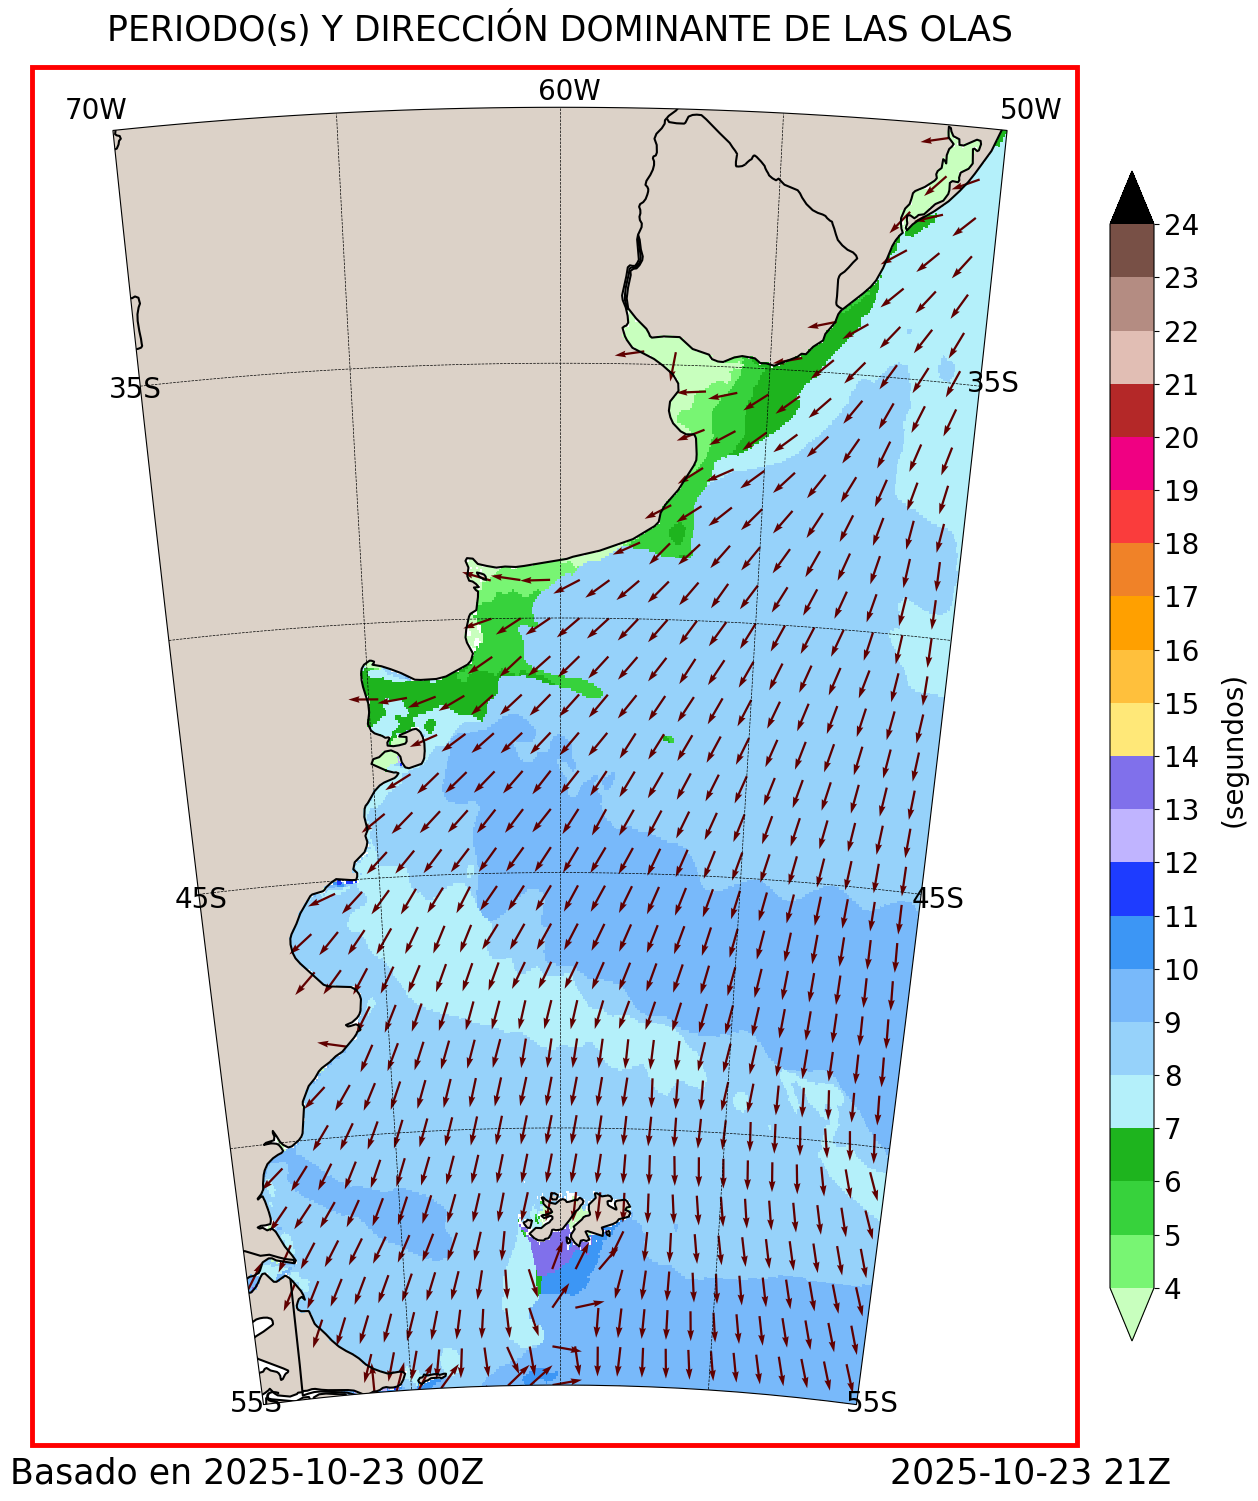 PERIODO(s) Y DIRECCIÓN DOMINANTE DE LAS OLAS
70W
60W
50W
35S
35S
45S
45S
55S
55S
24
23
22
21
20
19
18
17
16
15
14
13
12
11
10
9
8
7
6
5
4
(segundos)
Basado en 2025-10-23 00Z
2025-10-23 21Z